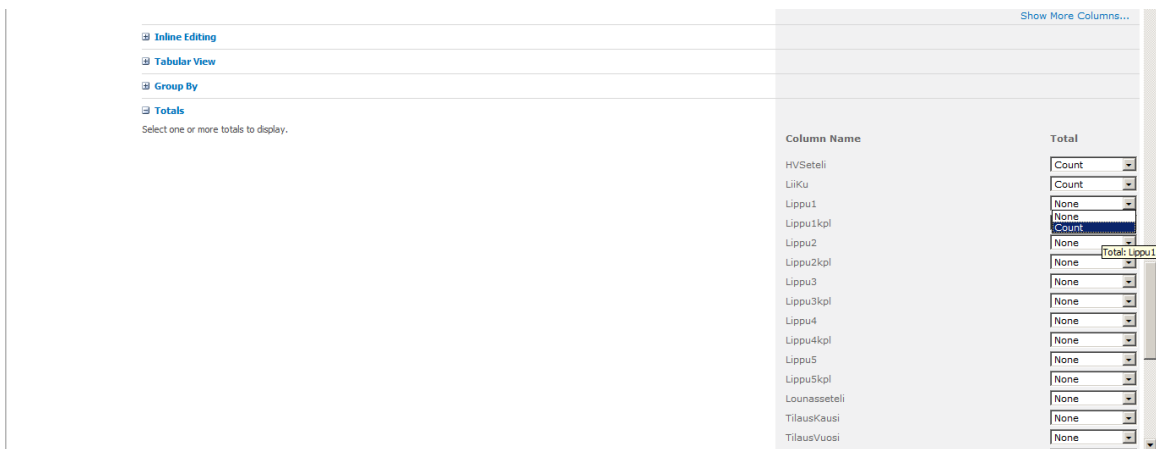 Show More Columns...
Inline Editing
Tabular View
Group By
Totals
Select one or more totals to display.
Column Name Total
HVSeteli Count
LiiKu Count
Lippu1 None
None
Lippu1kpl
Count
Lippu2 None
Total: Lippu1
Lippu2kpl None
Lippu3 None
Lippu3kpl None
Lippu4 None
Lippu4kpl None
Lippu5 None
Lippu5kpl None
Lounasseteli None
TilausKausi None
TilausVuosi None